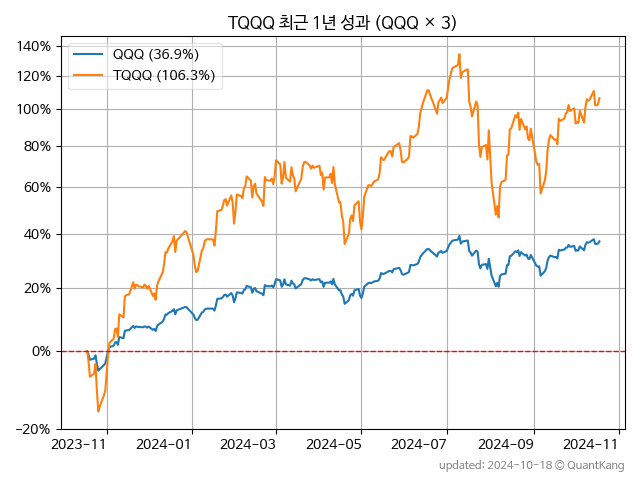 TQQQ 최근 1년 성과 (QQQ × 3)
QQQ (36.9%)
TQQQ (106.3%)
140%
120%
100%
80%
60%
40%
20%
0%
−20%
2023−11 2024−01 2024−03 2024−05 2024−07 2024−09 2024−11
updated: 2024-10-18 © QuantKang